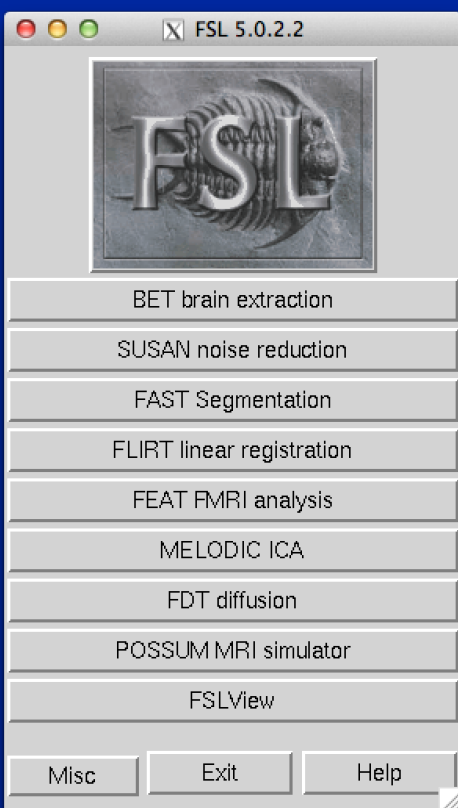 FSL 5.0.2.2
FSL
BET brain extraction
SUSAN noise reduction
FAST Segmentation
FLIRT linear registration
FEAT FMRI analysis
MELODIC ICA
FDT diffusion
POSSUM MRI simulator
FSLView
Misc Exit Help